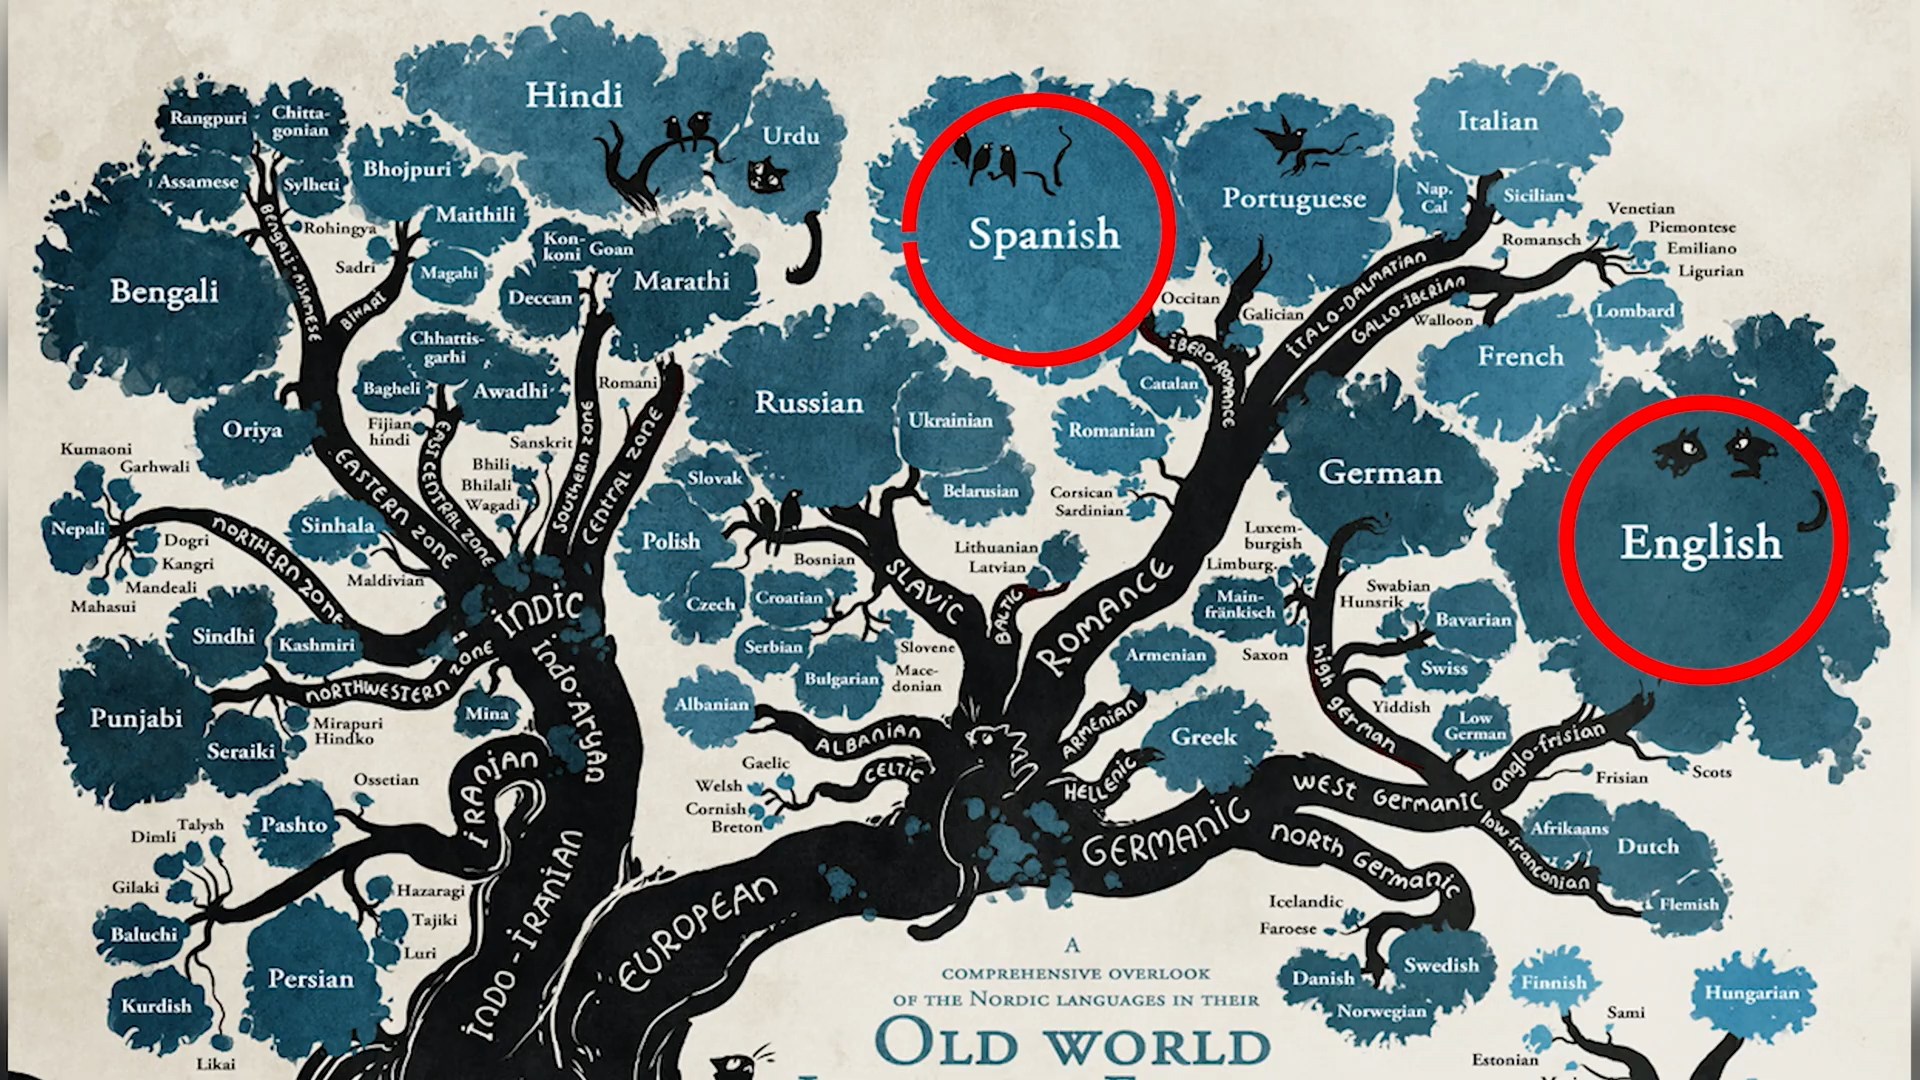 Hindi
Urdu
Rangpuri
Chitta-
gonian
Assamese
Sylheti
Bhojpuri
Maithili
Rohingya
Sadri
Magahi
Bengali
BENGALI-ASSAMESE
BIHARI
Kon-
koni
Goan
Deccan
Marathi
Chhattis-
garhi
Bagheli
Awadhi
Fijian
hindi
Romani
Sanskrit
Bhili
Bhilali
Wagadi
Oriya
EASTERN ZONE
EAST CENTRAL ZONE
SOUTHERN ZONE
CENTRAL ZONE
Kumaoni
Garhwali
Nepali
Dogri
Kangri
Mandeali
Mahasui
NORTHERN ZONE
Sinhala
Maldivian
Sindhi
Kashmiri
NORTHWESTERN ZONE
Punjabi
Seraiki
Mirapuri
Hindko
Mina
INDIC
INDO-ARYAN
IRANIAN
Ossetian
Pashto
Dimli
Talysh
Gilaki
Baluchi
Kurdish
Likai
Hazaragi
Tajiki
Luri
Persian
INDO-IRANIAN
EUROPEAN
Spanish
Portuguese
Italian
Nap.
Cal
Sicilian
Venetian
Piemontese
Emiliano
Ligurian
Romansch
Lombard
Walloon
French
Occitan
Galician
Catalan
IBERO-ROMANCE
ITALO-DALMATIAN
GALLO-IBERIAN
Romanian
Corsican
Sardinian
ROMANCE
Russian
Ukrainian
Belarusian
Slovak
Polish
Czech
Bosnian
Croatian
Serbian
Bulgarian
Slovene
Mace-
donian
SLAVIC
Lithuanian
Latvian
BALTIC
Albanian
ALBANIAN
Gaelic
Welsh
Cornish
Breton
CELTIC
Armenian
ARMENIAN
Greek
HELLENIC
German
Luxem-
burgish
Limburg.
Main-
fränkisch
Saxon
Swabian
Hunsrik
Bavarian
Swiss
Yiddish
Low
German
HIGH GERMAN
English
ANGLO-FRISIAN
Frisian
Scots
GERMANIC
WEST GERMANIC
NORTH GERMANIC
LOW FRANCONIAN
Afrikaans
Dutch
Flemish
Icelandic
Faroese
Danish
Swedish
Norwegian
Finnish
Sami
Estonian
Hungarian
A
COMPREHENSIVE OVERLOOK
OF THE NORDIC LANGUAGES IN THEIR
OLD WORLD